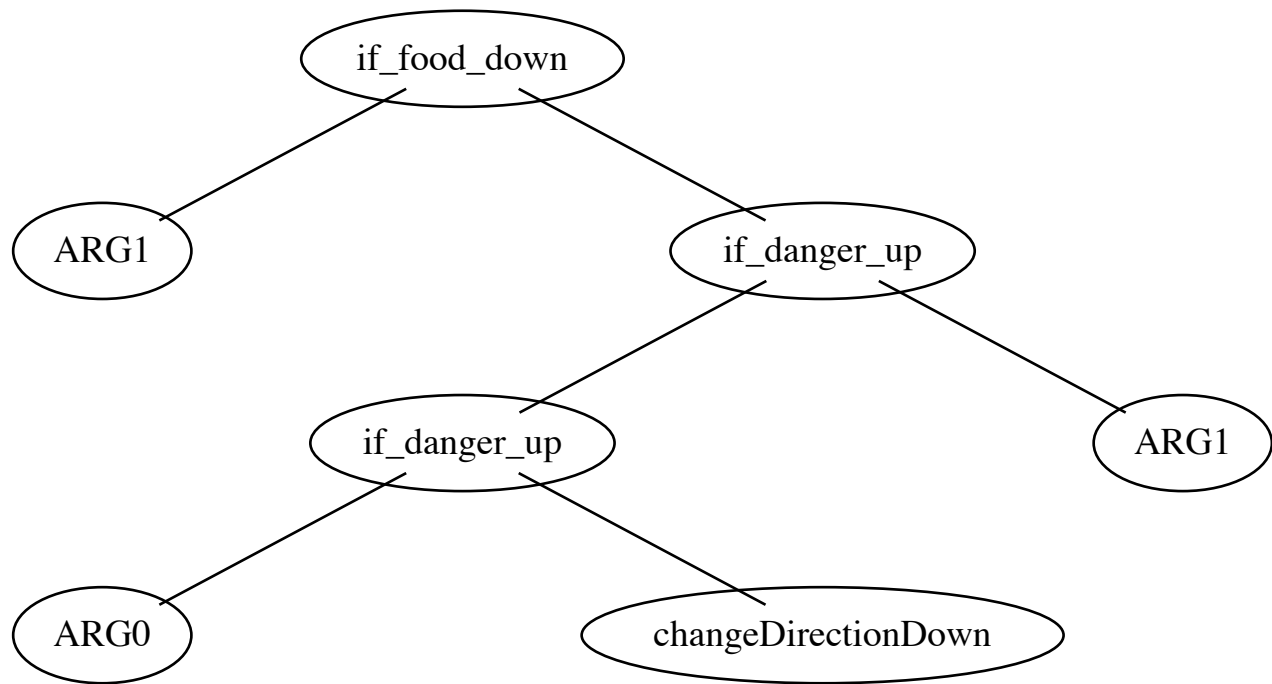 if_food_down
ARG1
if_danger_up
if_danger_up
ARG1
ARG0
changeDirectionDown